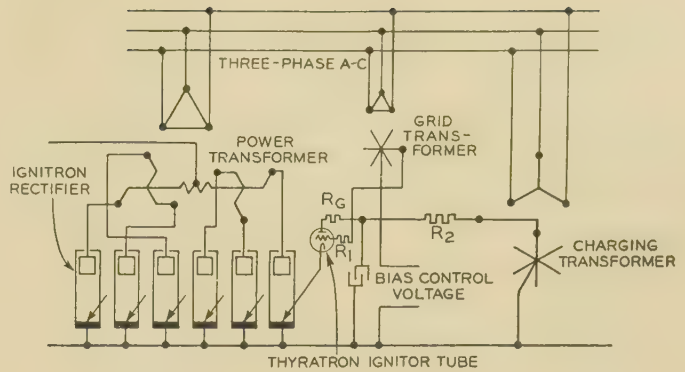 THREE-PHASE A-C
GRID
TRANS-
FORMER
POWER
TRANSFORMER
IGNITRON
RECTIFIER
RG
R1
R2
CHARGING
TRANSFORMER
BIAS CONTROL
VOLTAGE
THYRATRON IGNITOR TUBE